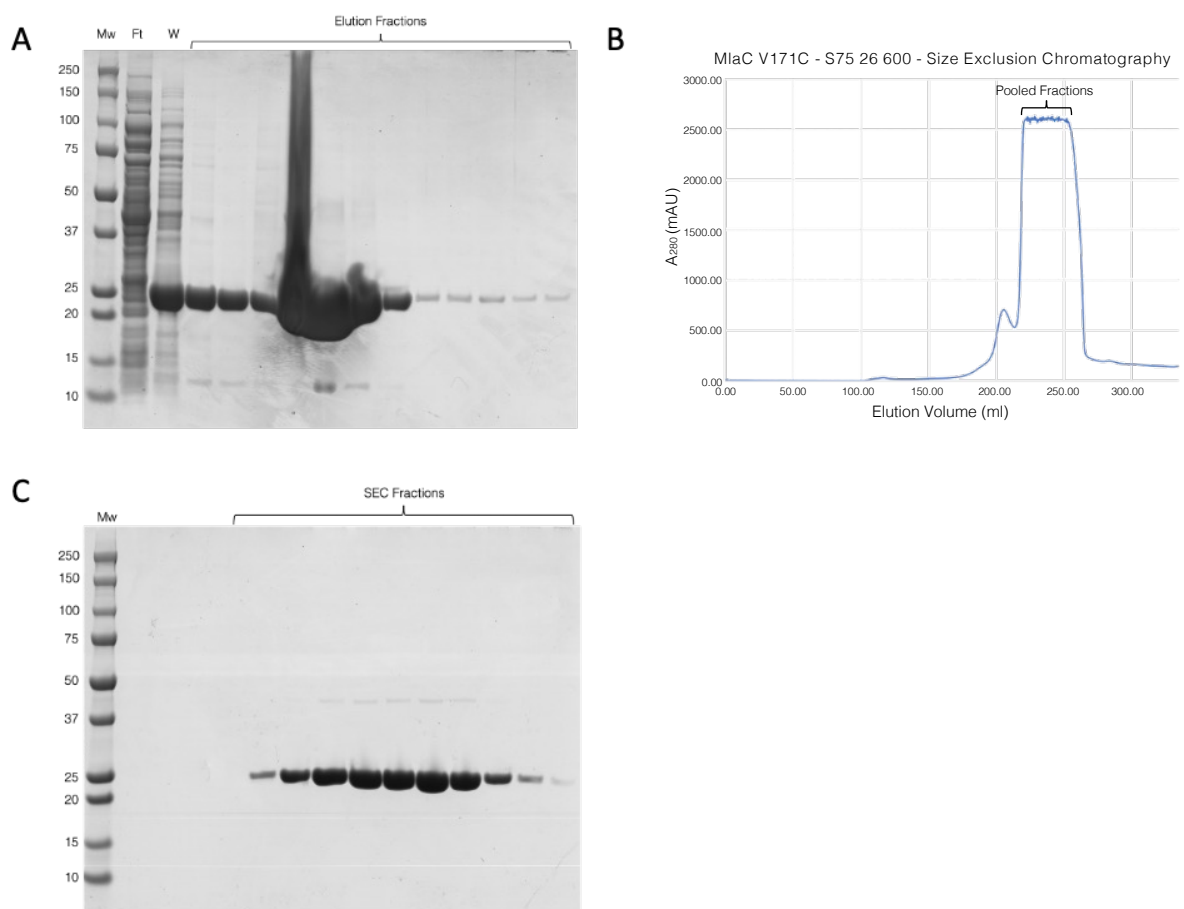 A
Elution Fractions
Mw Ft W
250
150
100
75
50
37
25
20
15
10
B
MlaC V171C - S75 26 600 - Size Exclusion Chromatography
Pooled Fractions
A280 (mAU)
3000.00
2500.00
2000.00
1500.00
1000.00
500.00
0.00
0.00 50.00 100.00 150.00 200.00 250.00 300.00
Elution Volume (ml)
C
SEC Fractions
Mw
250
150
100
75
50
37
25
20
15
10